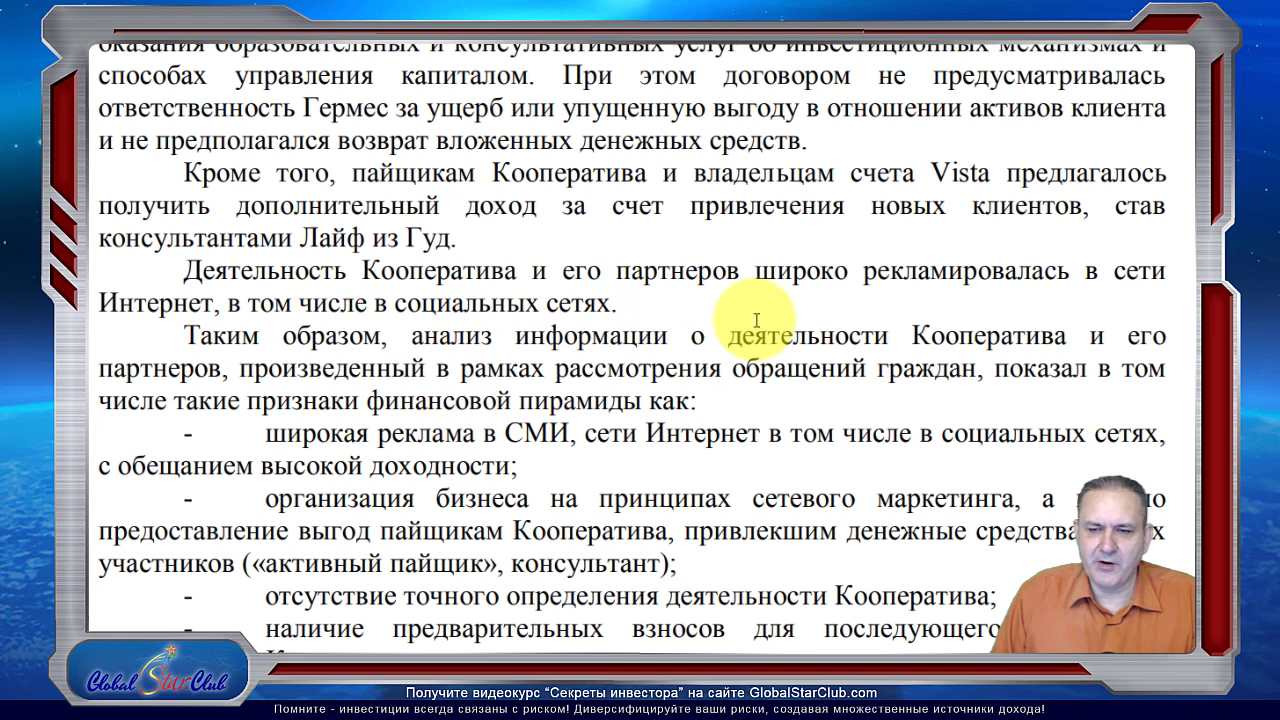 оказания образовательных и консультативных услуг об инвестиционных механизмах и
способах управления капиталом. При этом договором не предусматривалась
ответственность Гермес за ущерб или упущенную выгоду в отношении активов клиента
и не предполагался возврат вложенных денежных средств.
Кроме того, пайщикам Кооператива и владельцам счета Vista предлагалось
получить дополнительный доход за счет привлечения новых клиентов, став
консультантами Лайф из Гуд.
Деятельность Кооператива и его партнеров широко рекламировалась в сети
Интернет, в том числе в социальных сетях.
Таким образом, анализ информации о деятельности Кооператива и его
партнеров, произведенный в рамках рассмотрения обращений граждан, показал в том
числе такие признаки финансовой пирамиды как:
- широкая реклама в СМИ, сети Интернет в том числе в социальных сетях,
с обещанием высокой доходности;
- организация бизнеса на принципах сетевого маркетинга, а
предоставление выгод пайщикам Кооператива, привлекшим денежные средства
участников («активный пайщик», консультант);
- отсутствие точного определения деятельности Кооператива;
- наличие предварительных взносов для последующего
Global Star Club
Получите видеокурс "Секреты инвестора" на сайте GlobalStarClub.com
Помните - инвестиции всегда связаны с риском! Диверсифицируйте ваши риски, создавая множественные источники дохода!